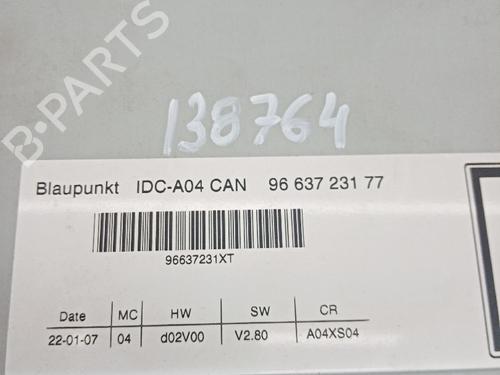 B-PARTS
138764
Blaupunkt IDC-A04 CAN 96 637 231 77
96637231XT
Date MC HW SW CR
22-01-07 04 d02V00 V2.80 A04XS04